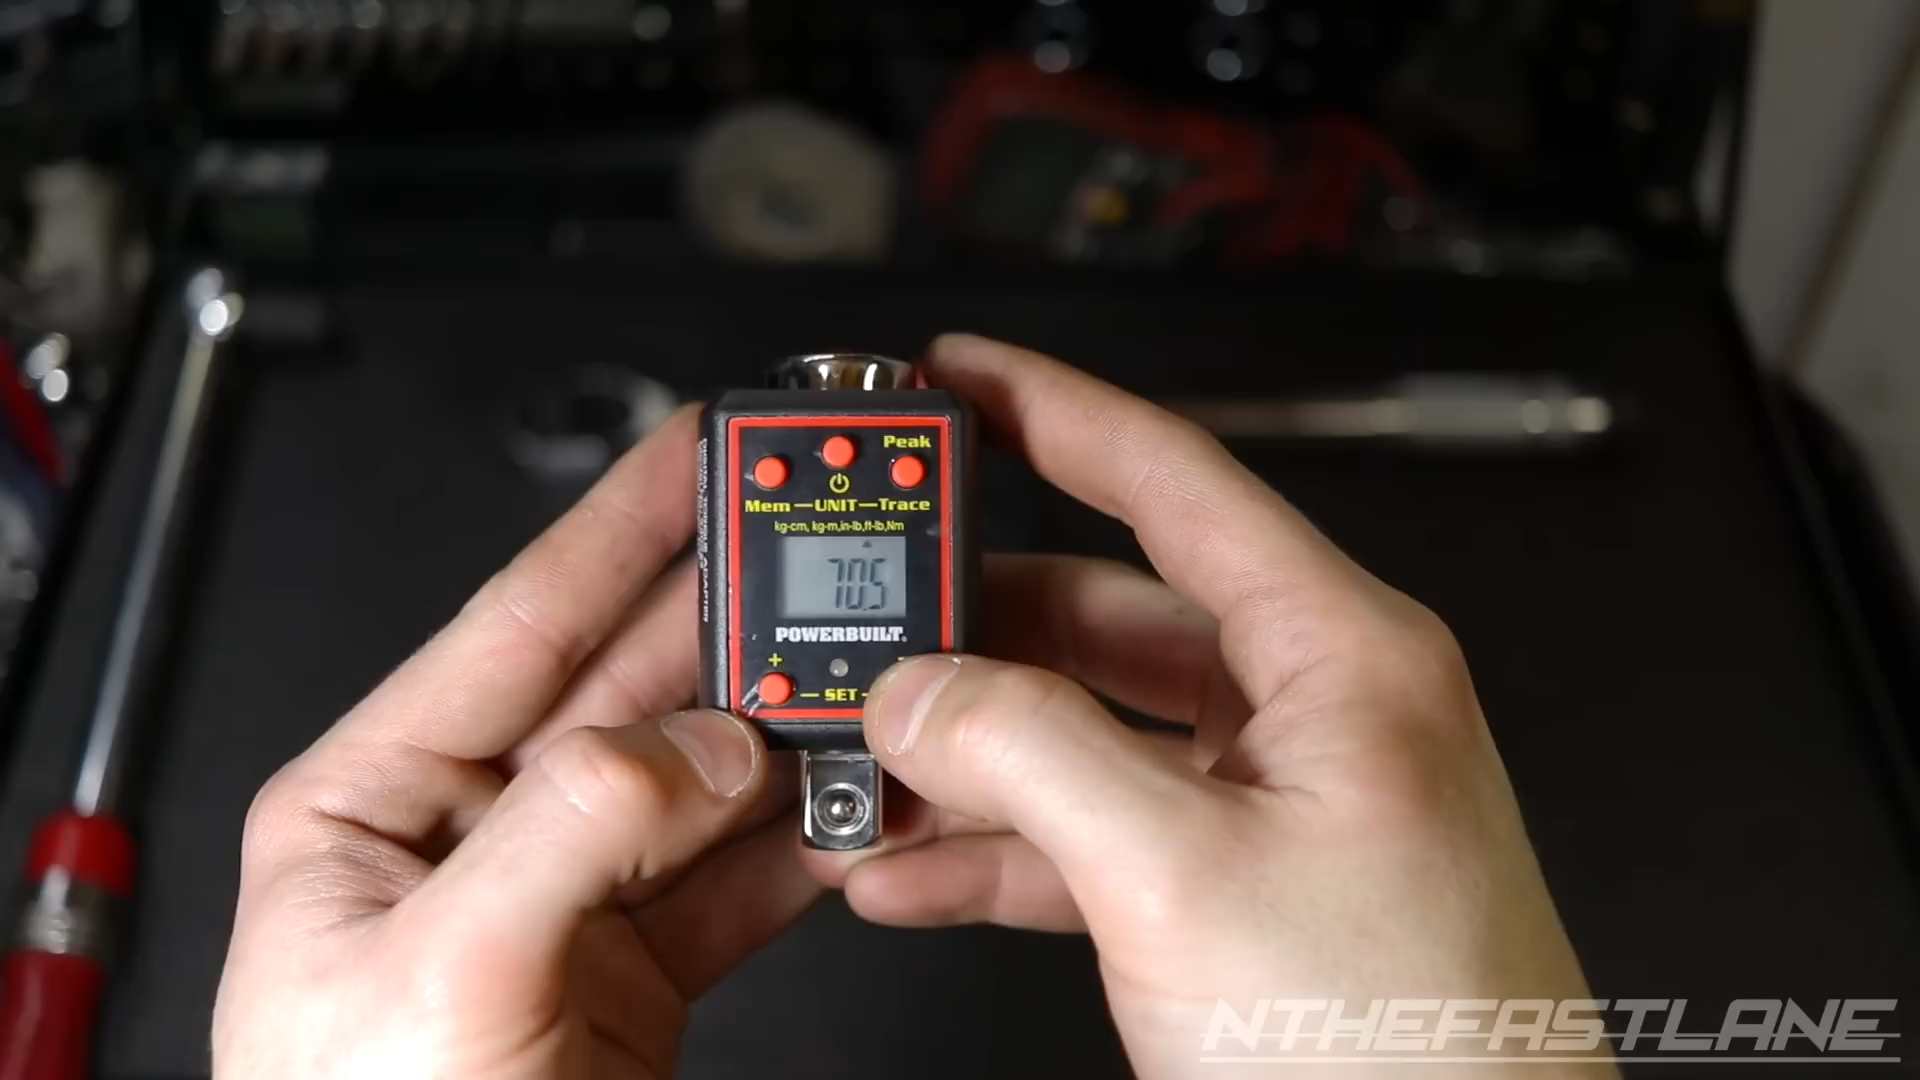 Peak
Mem—UNIT—Trace
kg-cm, kg-m,in-lb,ft-lb,Nm
70.5
POWERBUILT.
+
— SET -
NTHEFASTLANE